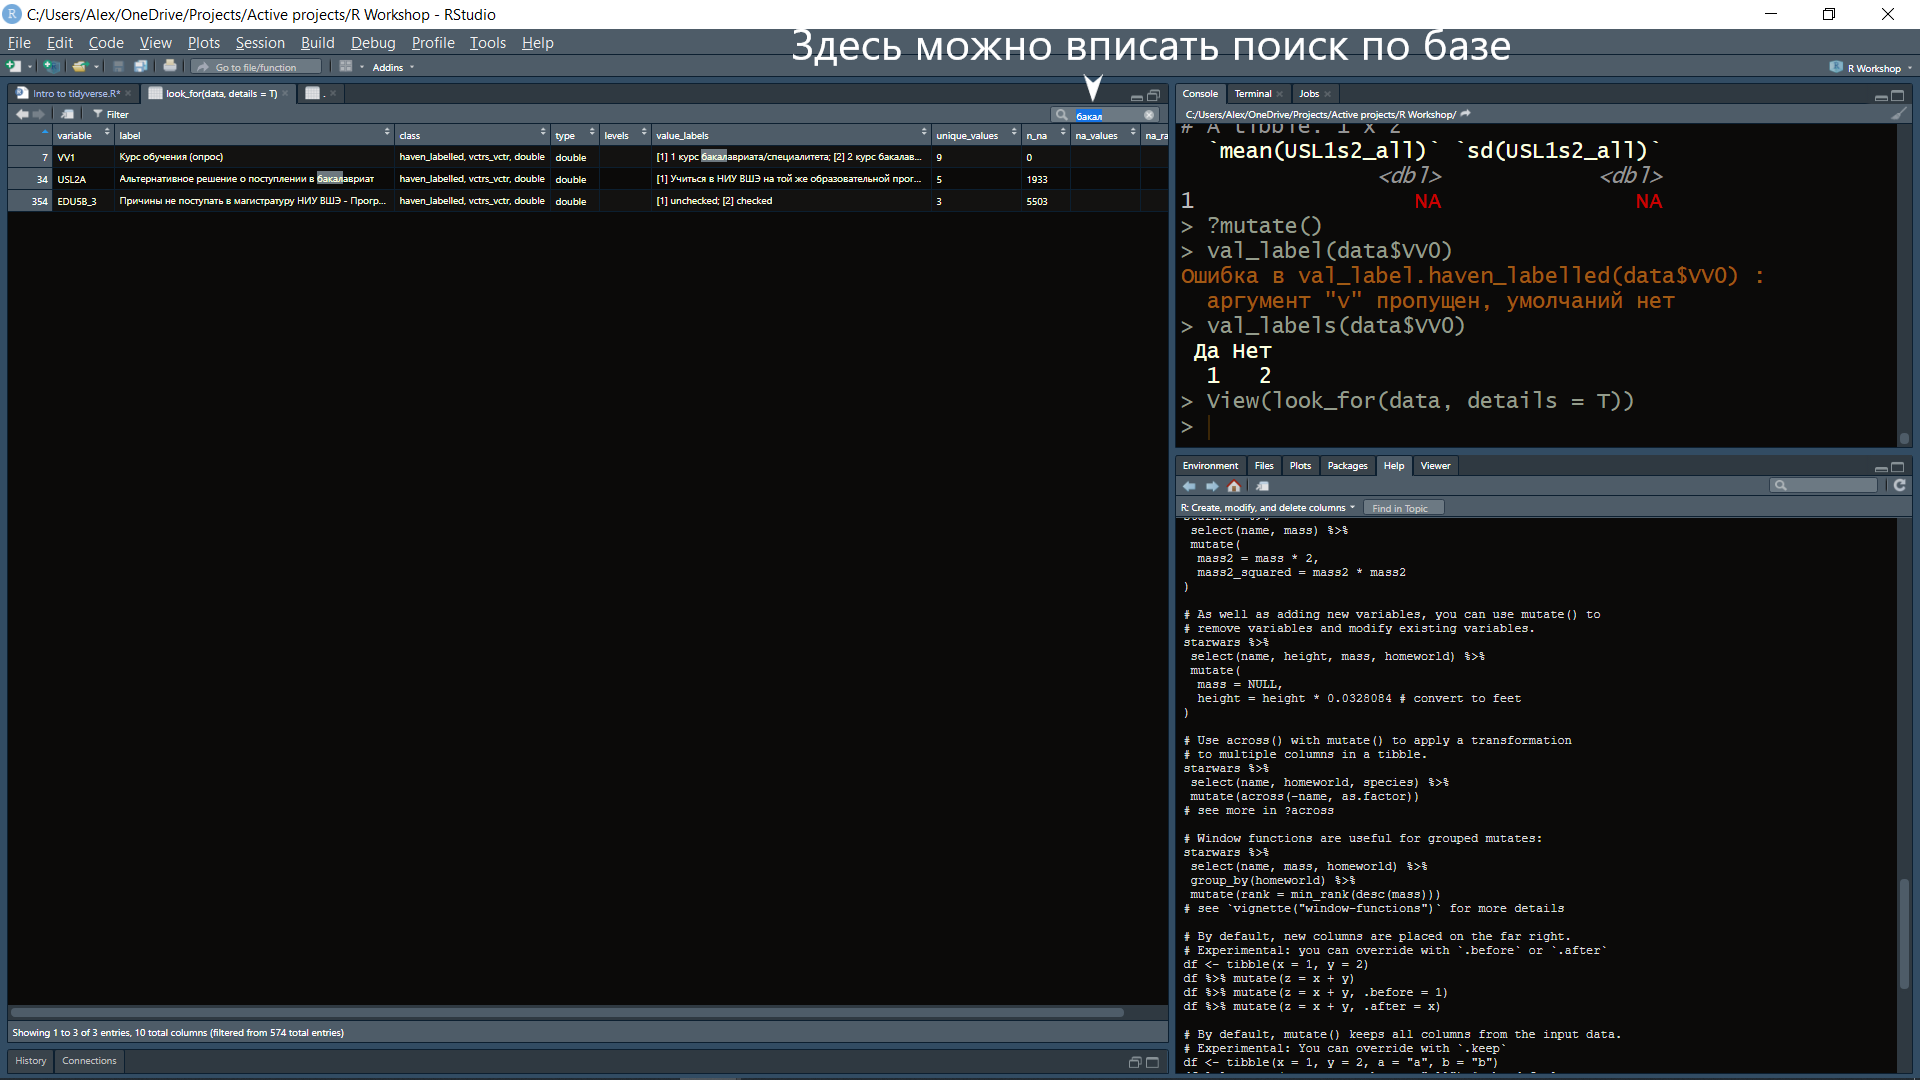 C:/Users/Alex/OneDrive/Projects/Active projects/R Workshop - RStudio
File Edit Code View Plots Session Build Debug Profile Tools Help
Здесь можно вписать поиск по базе
Go to file/function Addins R Workshop
Intro to tidyverse.R* look_for(data, details = T) .
Filter бакал
variable label class type levels value_labels unique_values n_na na_values na_ra
7 VV1 Курс обучения (опрос) haven_labelled, vctrs_vctr, double double [1] 1 курс бакалавриата/специалитета; [2] 2 курс бакалав... 9 0
34 USL2A Альтернативное решение о поступлении в бакалавриат haven_labelled, vctrs_vctr, double double [1] Учиться в НИУ ВШЭ на той же образовательной прог... 5 1933
354 EDU5B_3 Причины не поступать в магистратуру НИУ ВШЭ - Прогр... haven_labelled, vctrs_vctr, double double [1] unchecked; [2] checked 3 5503
Showing 1 to 3 of 3 entries, 10 total columns (filtered from 574 total entries)
History Connections
Console Terminal Jobs
C:/Users/Alex/OneDrive/Projects/Active projects/R Workshop/
# A tibble: 1 x 2
`mean(USL1s2_all)` `sd(USL1s2_all)`
<dbl> <dbl>
1 NA NA
> ?mutate()
> val_label(data$VV0)
Ошибка в val_label.haven_labelled(data$VV0) :
аргумент "v" пропущен, умолчаний нет
> val_labels(data$VV0)
Да Нет
1 2
> View(look_for(data, details = T))
>
Environment Files Plots Packages Help Viewer
R: Create, modify, and delete columns Find in Topic
starwars %>%
select(name, mass) %>%
mutate(
mass2 = mass * 2,
mass2_squared = mass2 * mass2
)
# As well as adding new variables, you can use mutate() to
# remove variables and modify existing variables.
starwars %>%
select(name, height, mass, homeworld) %>%
mutate(
mass = NULL,
height = height * 0.0328084 # convert to feet
)
# Use across() with mutate() to apply a transformation
# to multiple columns in a tibble.
starwars %>%
select(name, homeworld, species) %>%
mutate(across(-name, as.factor))
# see more in ?across
# Window functions are useful for grouped mutates:
starwars %>%
select(name, mass, homeworld) %>%
group_by(homeworld) %>%
mutate(rank = min_rank(desc(mass)))
# see `vignette("window-functions")` for more details
# By default, new columns are placed on the far right.
# Experimental: you can override with `.before` or `.after`
df <- tibble(x = 1, y = 2)
df %>% mutate(z = x + y)
df %>% mutate(z = x + y, .before = 1)
df %>% mutate(z = x + y, .after = x)
# By default, mutate() keeps all columns from the input data.
# Experimental: You can override with `.keep`
df <- tibble(x = 1, y = 2, a = "a", b = "b")